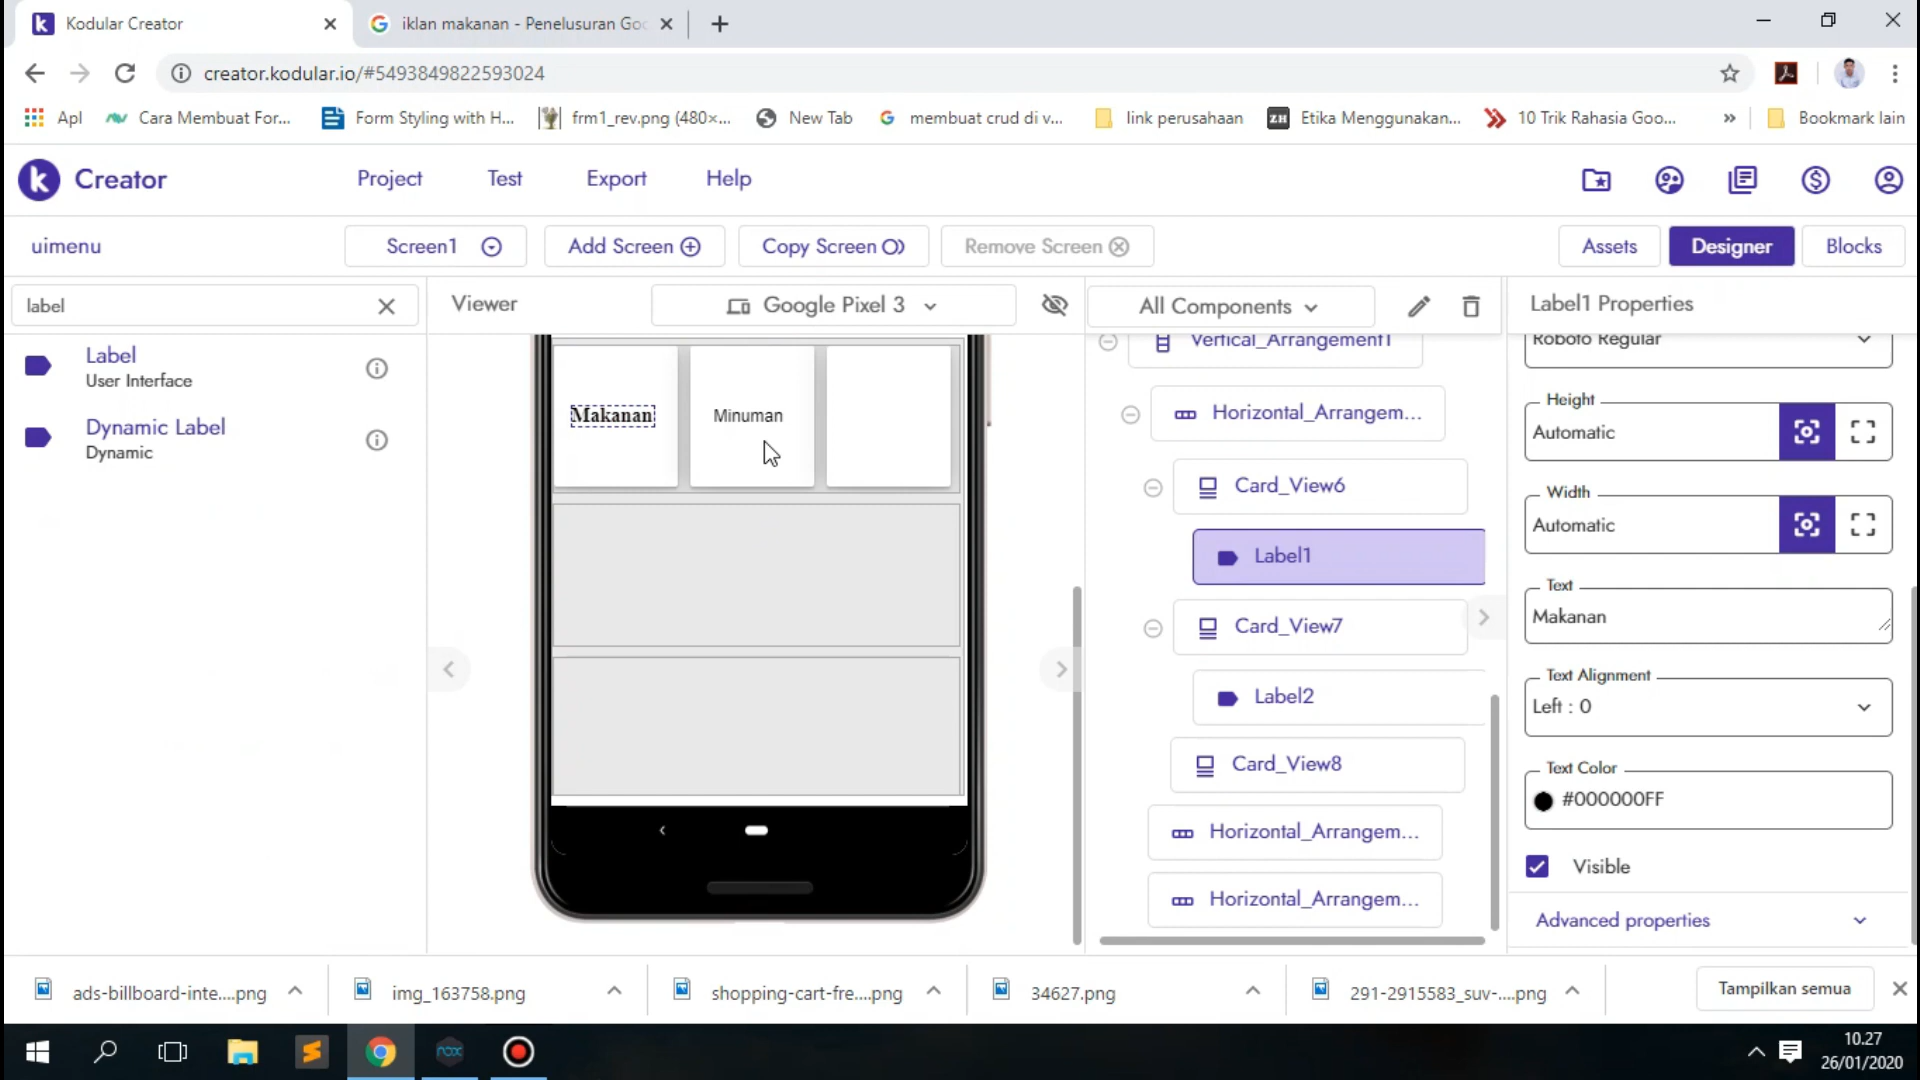 Kodular Creator
iklan makanan - Penelusuran Goo
creator.kodular.io/#5493849822593024
Apl
Cara Membuat For...
Form Styling with H...
frm1_rev.png (480×...
New Tab
membuat crud di v...
link perusahaan
ZH
Etika Menggunakan...
10 Trik Rahasia Goo...
»
Bookmark lain
k Creator
Project
Test
Export
Help
uimenu
Screen1
Add Screen
Copy Screen
Remove Screen
Assets
Designer
Blocks
label
Viewer
Google Pixel 3
All Components
Label1 Properties
Label
User Interface
Dynamic Label
Dynamic
Makanan
Minuman
Vertical_Arrangement1
Horizontal_Arrangem...
Card_View6
Label1
Card_View7
Label2
Card_View8
Horizontal_Arrangem...
Horizontal_Arrangem...
Roboto Regular
Height
Automatic
Width
Automatic
Text
Makanan
Text Alignment
Left : 0
Text Color
#000000FF
Visible
Advanced properties
ads-billboard-inte....png
img_163758.png
shopping-cart-fre....png
34627.png
291-2915583_suv-....png
Tampilkan semua
nox
10.27
26/01/2020